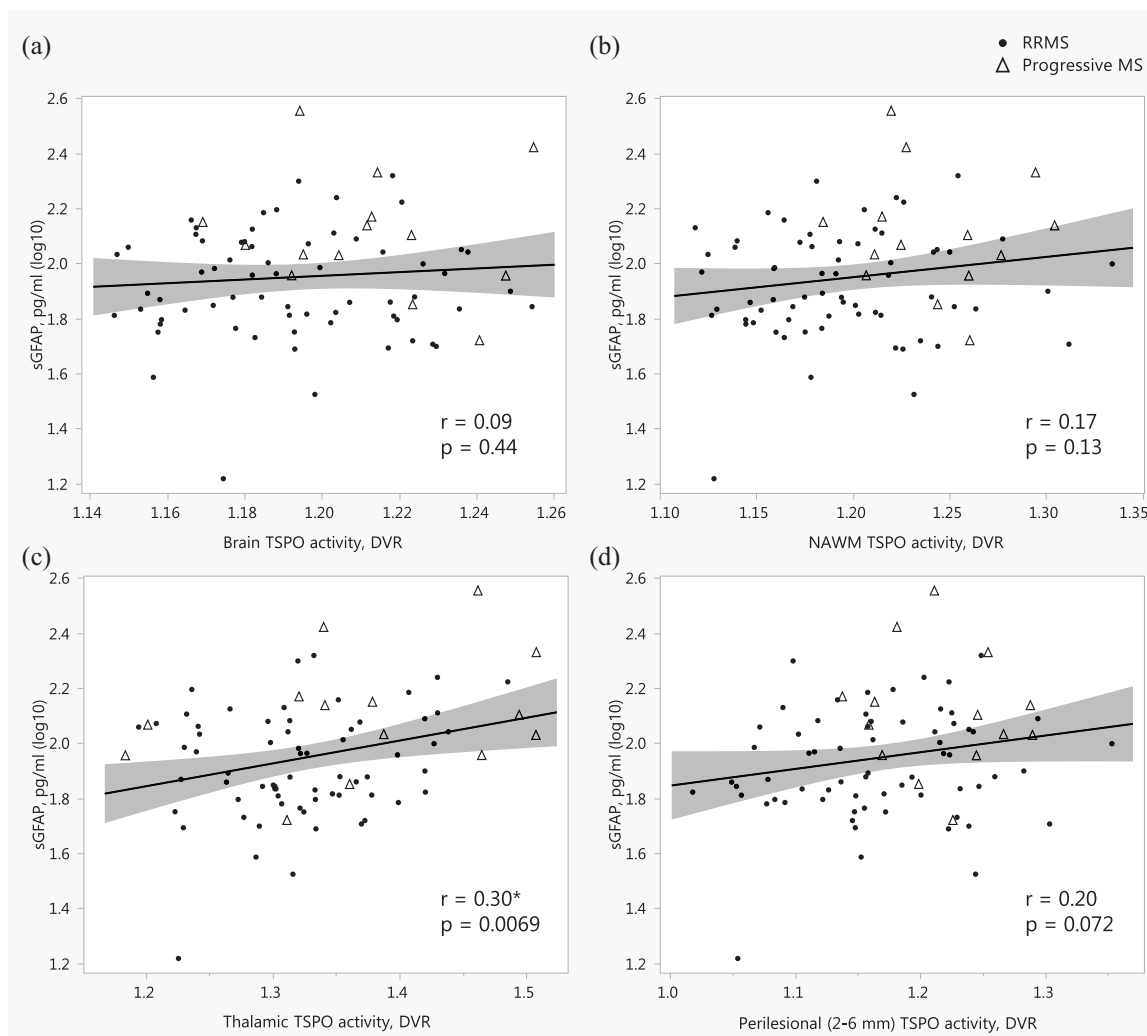 (a)
(b)
RRMS
Progressive MS
2.6
2.4
2.2
2.0
1.8
1.6
1.4
1.2
sGFAP, pg/ml (log10)
r = 0.09
p = 0.44
1.14 1.16 1.18 1.20 1.22 1.24 1.26
Brain TSPO activity, DVR
2.6
2.4
2.2
2.0
1.8
1.6
1.4
1.2
sGFAP, pg/ml (log10)
r = 0.17
p = 0.13
1.10 1.15 1.20 1.25 1.30 1.35
NAWM TSPO activity, DVR
(c)
(d)
2.6
2.4
2.2
2.0
1.8
1.6
1.4
1.2
sGFAP, pg/ml (log10)
r = 0.30*
p = 0.0069
1.2 1.3 1.4 1.5
Thalamic TSPO activity, DVR
2.6
2.4
2.2
2.0
1.8
1.6
1.4
1.2
sGFAP, pg/ml (log10)
r = 0.20
p = 0.072
1.0 1.1 1.2 1.3
Perilesional (2-6 mm) TSPO activity, DVR